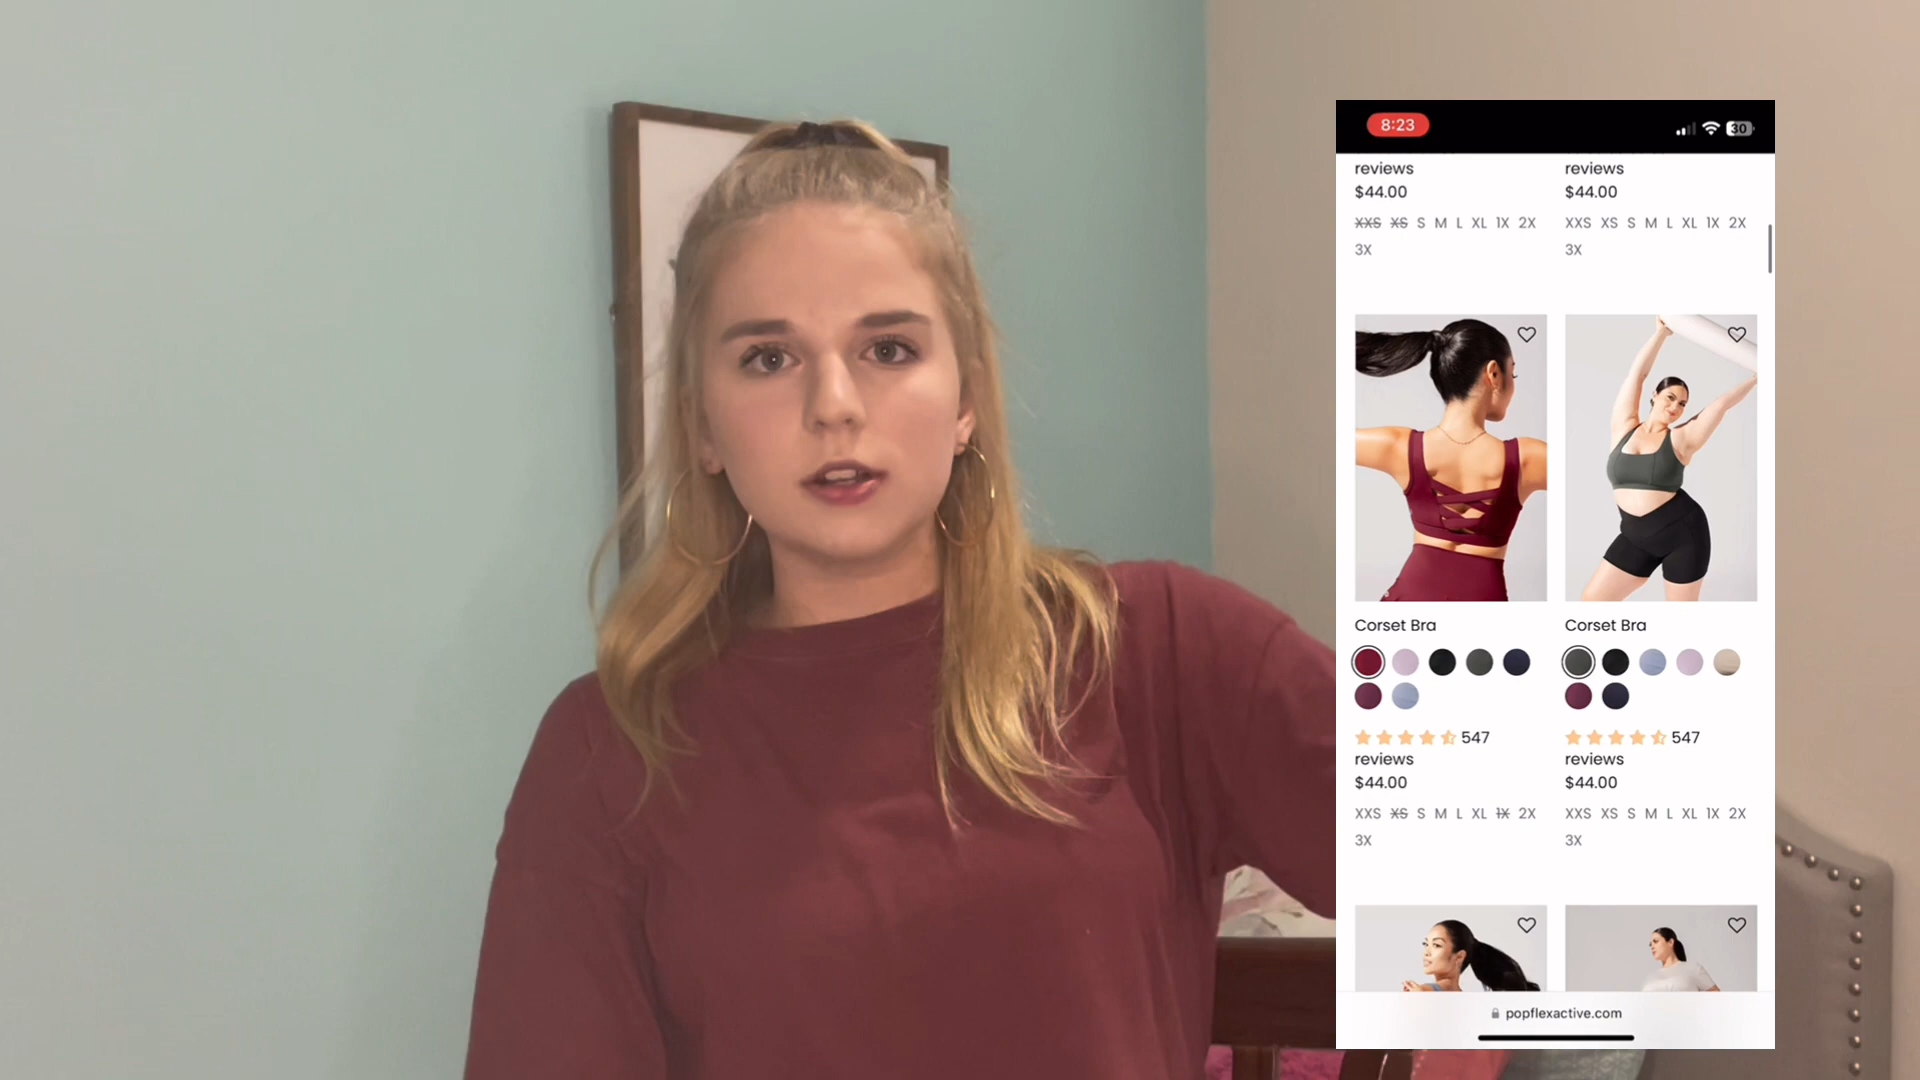 8:23
30
reviews
reviews
$44.00
$44.00
XXS XS S M L XL 1X 2X
XXS XS S M L XL 1X 2X
3X
3X
Corset Bra
Corset Bra
547
547
reviews
reviews
$44.00
$44.00
XXS XS S M L XL 1X 2X
XXS XS S M L XL 1X 2X
3X
3X
popflexactive.com